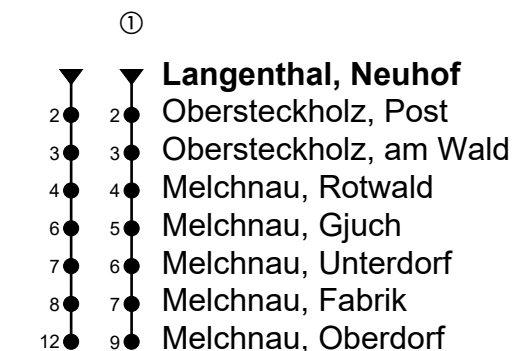 ①
Langenthal, Neuhof
2 2 Obersteckholz, Post
3 3 Obersteckholz, am Wald
4 4 Melchnau, Rotwald
6 5 Melchnau, Gjuch
7 6 Melchnau, Unterdorf
8 7 Melchnau, Fabrik
12 9 Melchnau, Oberdorf